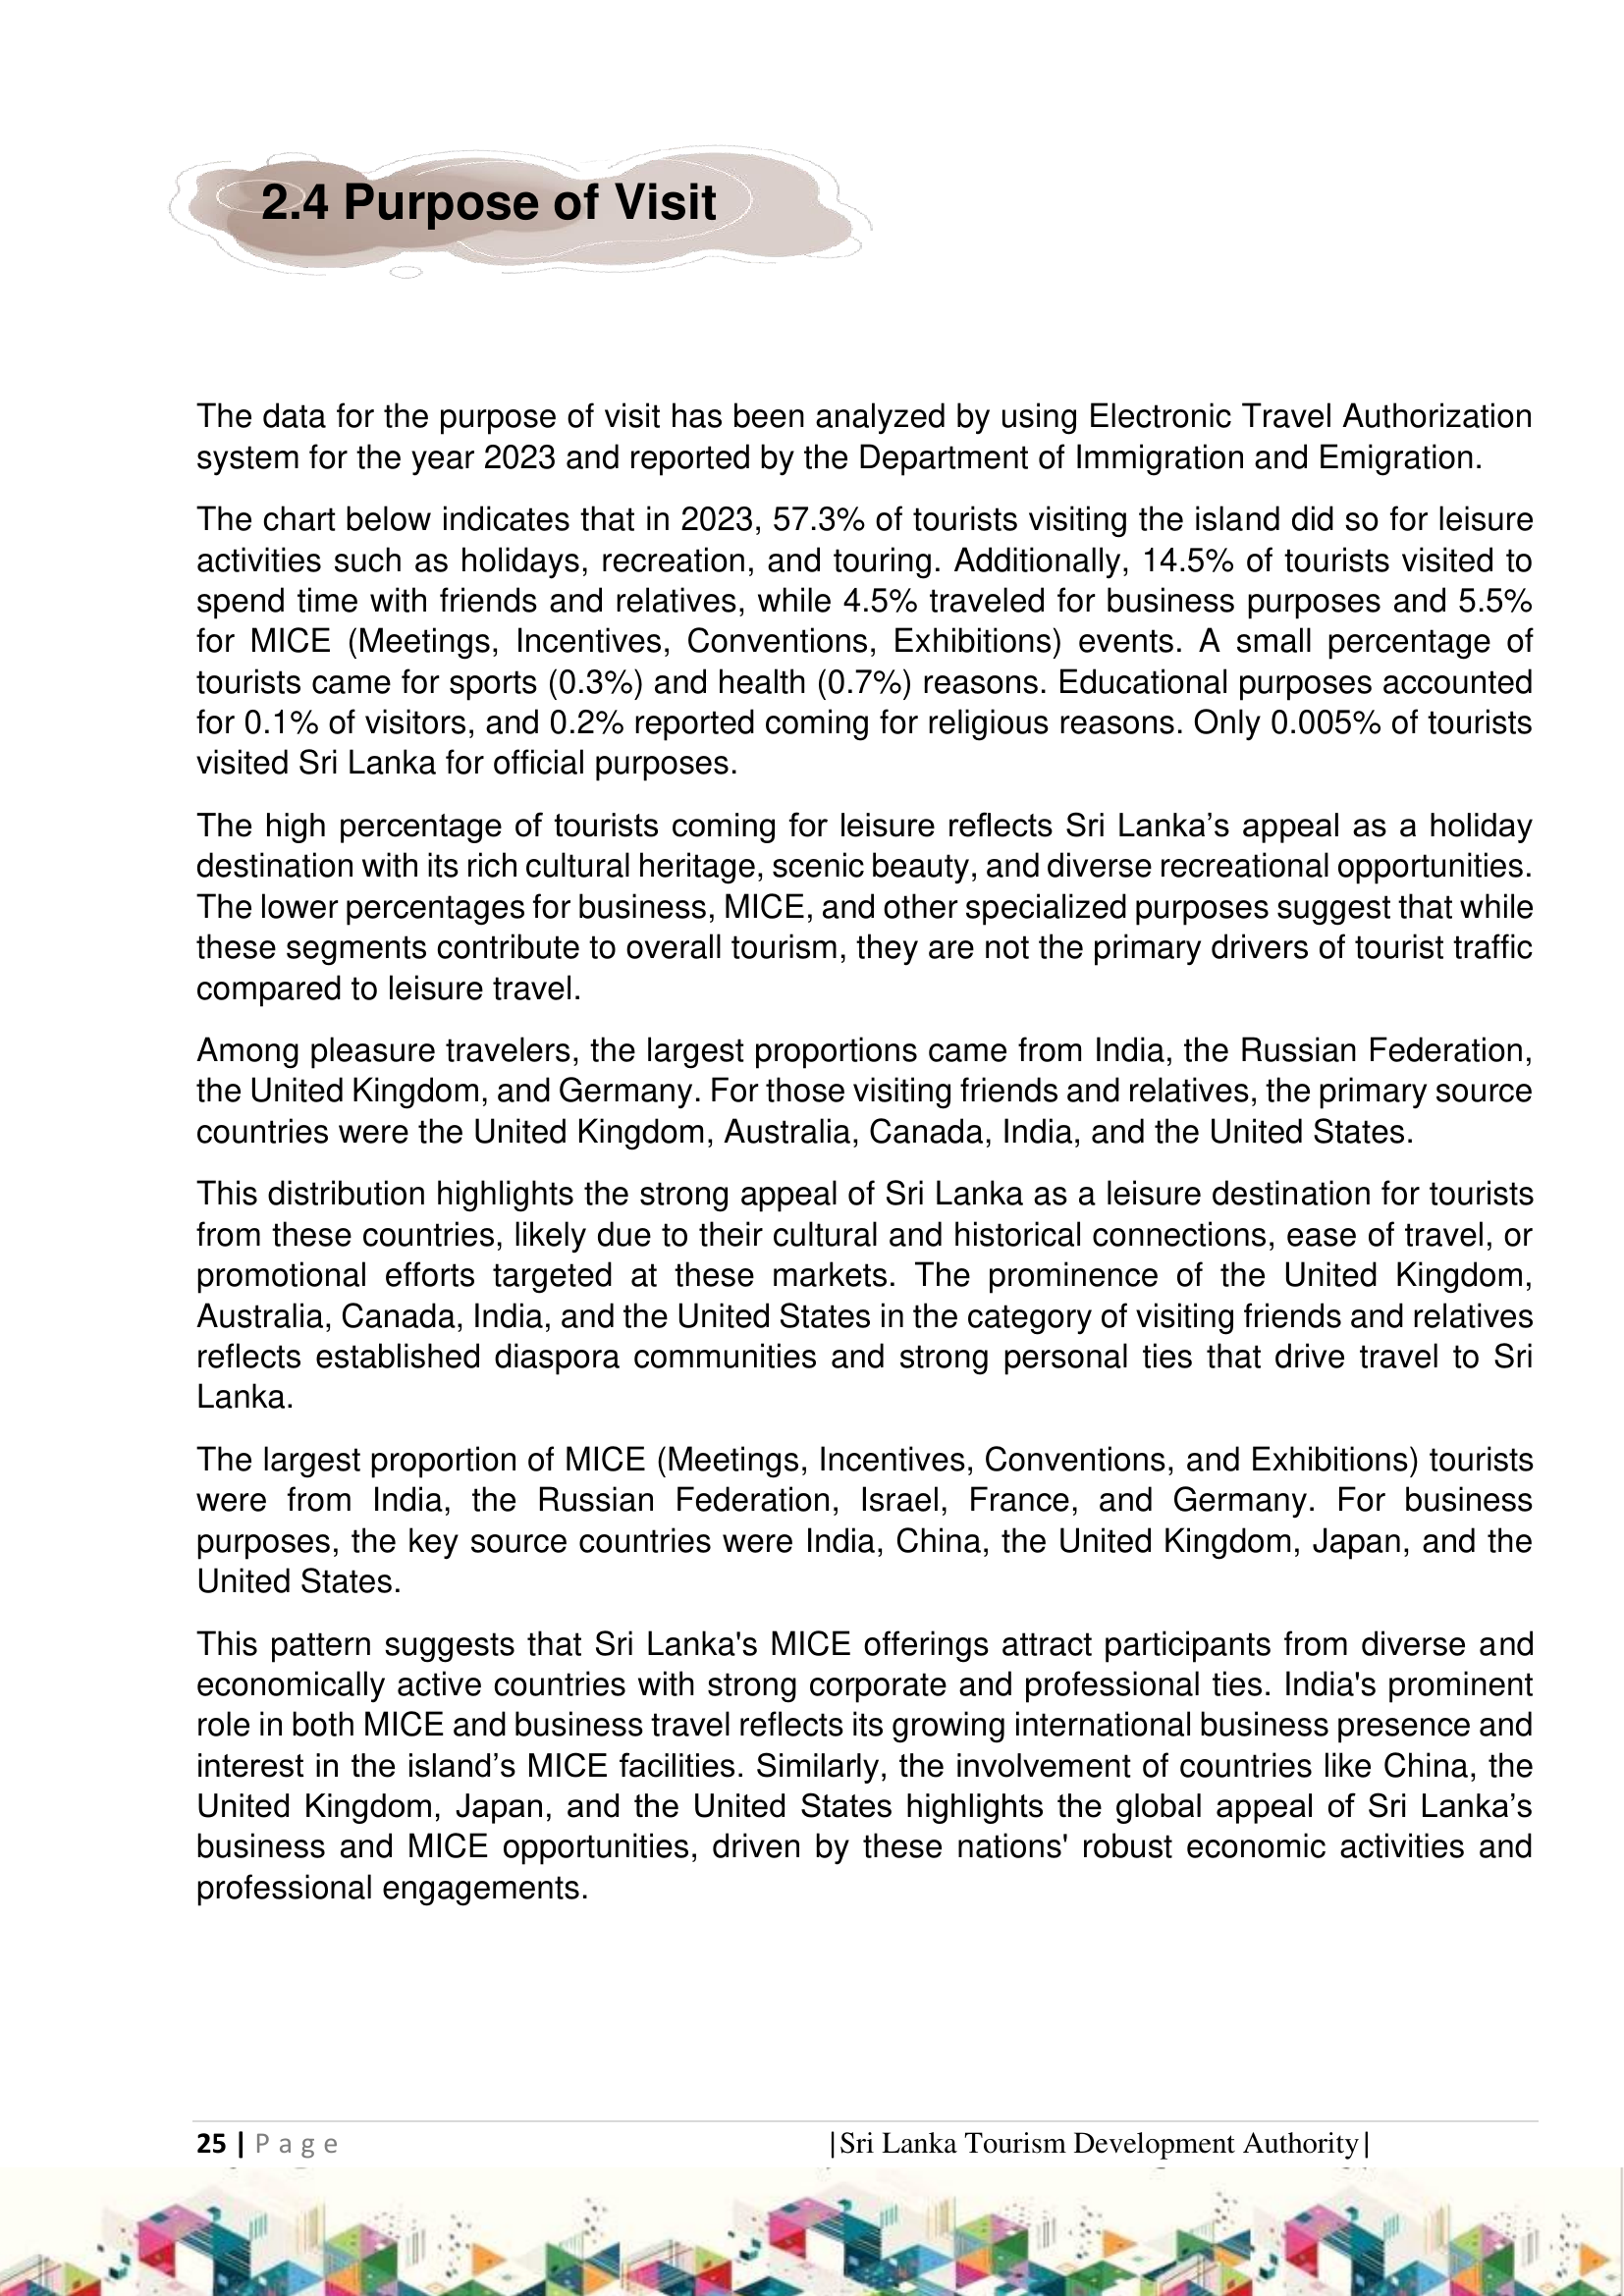 2.4 Purpose of Visit
The data for the purpose of visit has been analyzed by using Electronic Travel Authorization
system for the year 2023 and reported by the Department of Immigration and Emigration.
The chart below indicates that in 2023, 57.3% of tourists visiting the island did so for leisure
activities such as holidays, recreation, and touring. Additionally, 14.5% of tourists visited to
spend time with friends and relatives, while 4.5% traveled for business purposes and 5.5%
for MICE (Meetings, Incentives, Conventions, Exhibitions) events. A small percentage of
tourists came for sports (0.3%) and health (0.7%) reasons. Educational purposes accounted
for 0.1% of visitors, and 0.2% reported coming for religious reasons. Only 0.005% of tourists
visited Sri Lanka for official purposes.
The high percentage of tourists coming for leisure reflects Sri Lanka’s appeal as a holiday
destination with its rich cultural heritage, scenic beauty, and diverse recreational opportunities.
The lower percentages for business, MICE, and other specialized purposes suggest that while
these segments contribute to overall tourism, they are not the primary drivers of tourist traffic
compared to leisure travel.
Among pleasure travelers, the largest proportions came from India, the Russian Federation,
the United Kingdom, and Germany. For those visiting friends and relatives, the primary source
countries were the United Kingdom, Australia, Canada, India, and the United States.
This distribution highlights the strong appeal of Sri Lanka as a leisure destination for tourists
from these countries, likely due to their cultural and historical connections, ease of travel, or
promotional efforts targeted at these markets. The prominence of the United Kingdom,
Australia, Canada, India, and the United States in the category of visiting friends and relatives
reflects established diaspora communities and strong personal ties that drive travel to Sri
Lanka.
The largest proportion of MICE (Meetings, Incentives, Conventions, and Exhibitions) tourists
were from India, the Russian Federation, Israel, France, and Germany. For business
purposes, the key source countries were India, China, the United Kingdom, Japan, and the
United States.
This pattern suggests that Sri Lanka's MICE offerings attract participants from diverse and
economically active countries with strong corporate and professional ties. India's prominent
role in both MICE and business travel reflects its growing international business presence and
interest in the island’s MICE facilities. Similarly, the involvement of countries like China, the
United Kingdom, Japan, and the United States highlights the global appeal of Sri Lanka’s
business and MICE opportunities, driven by these nations' robust economic activities and
professional engagements.
25 | Page |Sri Lanka Tourism Development Authority|